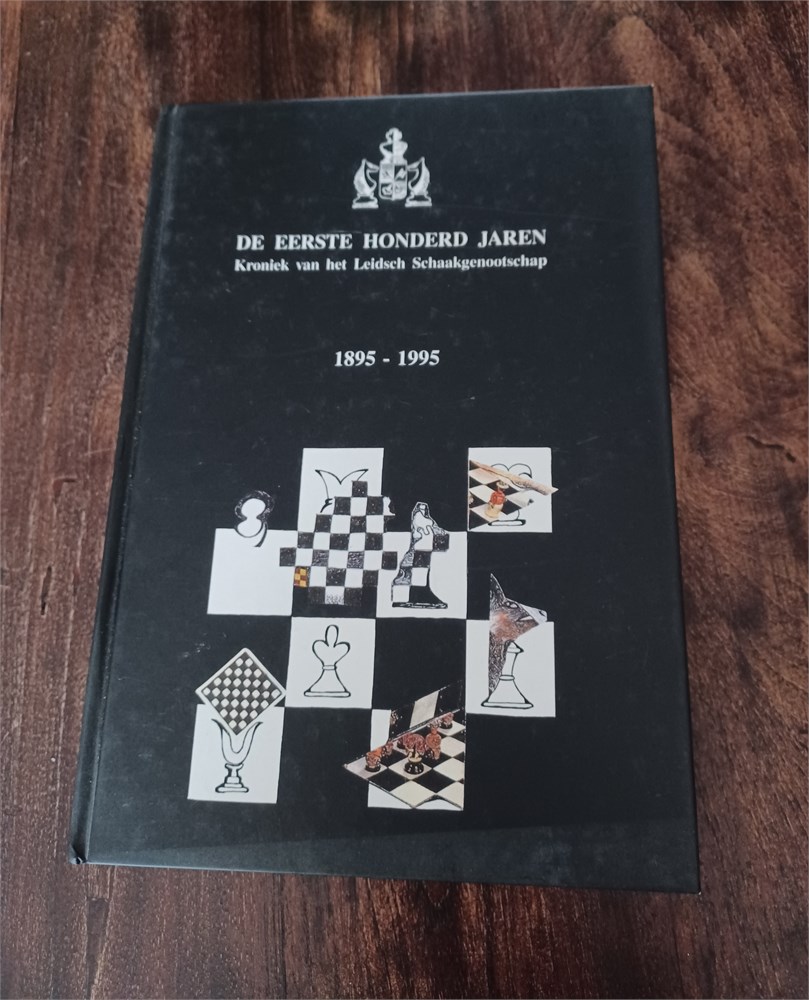 DE EERSTE HONDERD JAREN
Kroniek van het Leidsch Schaakgenootschap
1895 - 1995